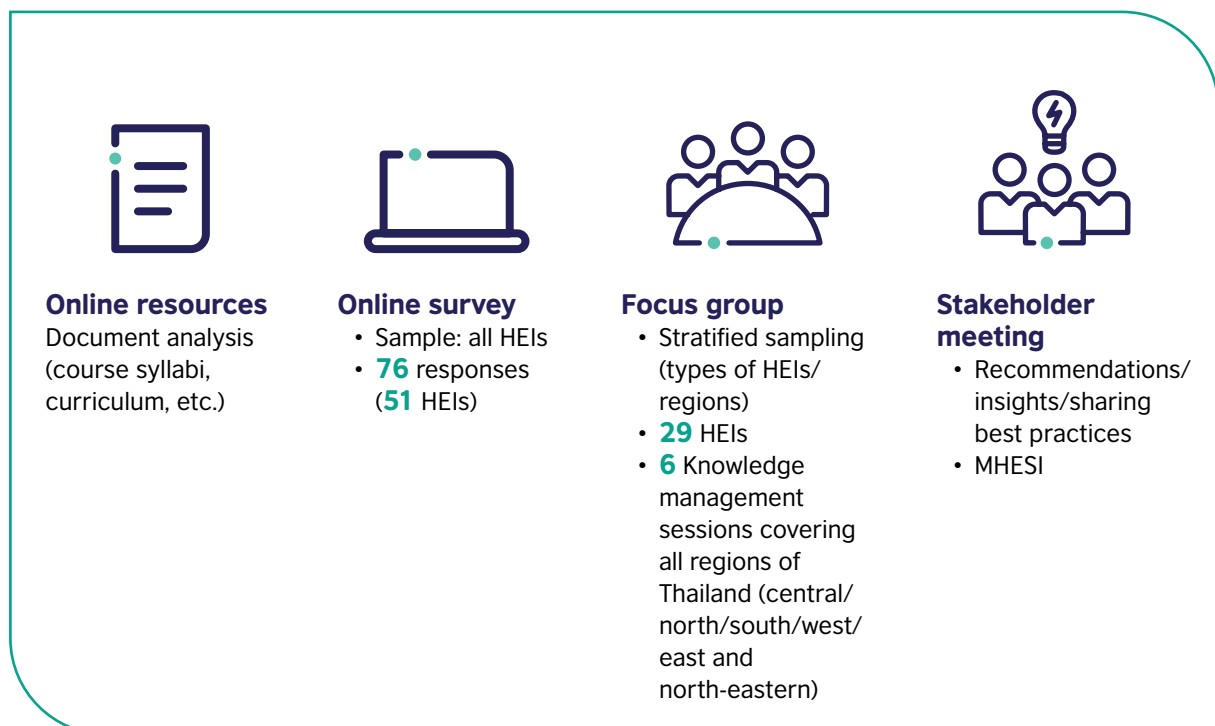 Online resources
Document analysis
(course syllabi,
curriculum, etc.)
Online survey
• Sample: all HEIs
• 76 responses
(51 HEIs)
Focus group
• Stratified sampling
(types of HEIs/
regions)
• 29 HEIs
• 6 Knowledge
management
sessions covering
all regions of
Thailand (central/
north/south/west/
east and
north-eastern)
Stakeholder
meeting
• Recommendations/
insights/sharing
best practices
• MHESI